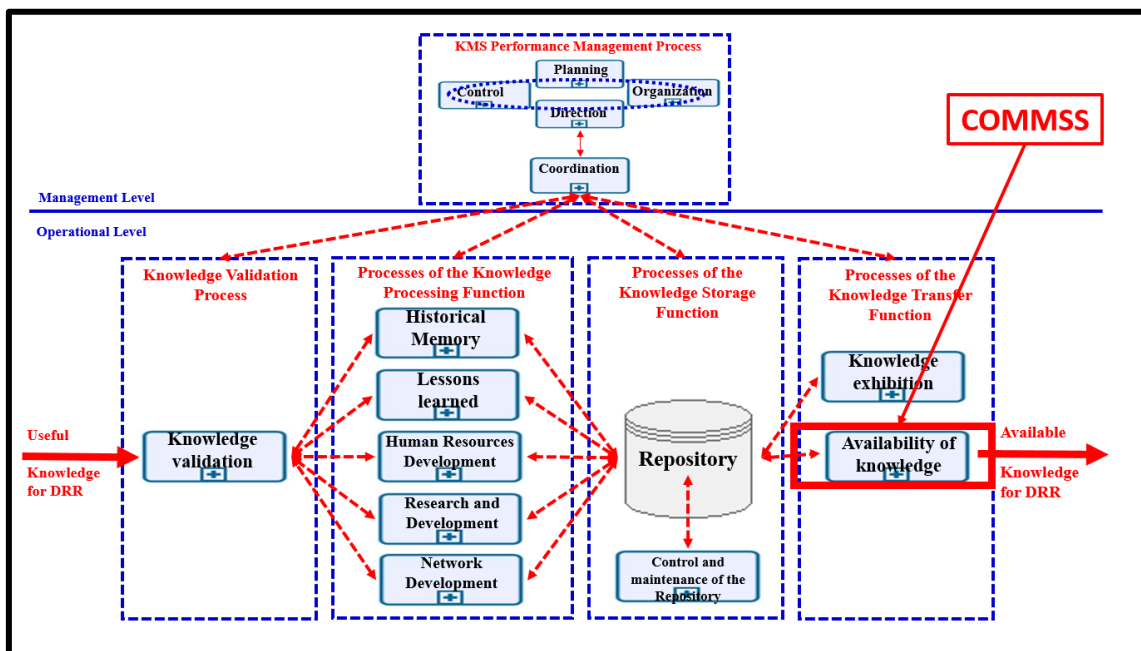 KMS Performance Management Process
Planning
Control
Organization
Direction
COMMSS
Coordination
Management Level
Operational Level
Knowledge Validation
Process
Processes of the Knowledge
Processing Function
Processes of the
Knowledge Storage
Function
Processes of the
Knowledge Transfer
Function
Historical
Memory
Lessons
learned
Human Resources
Development
Research and
Development
Network
Development
Knowledge
exhibition
Useful
Knowledge
for DRR
Knowledge
validation
Repository
Availability of
knowledge
Available
Knowledge
for DRR
Control and
maintenance of the
Repository